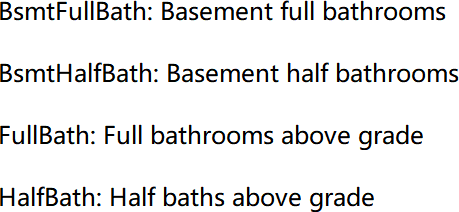 BsmtFullBath: Basement full bathrooms
BsmtHalfBath: Basement half bathrooms
FullBath: Full bathrooms above grade
HalfBath: Half baths above grade